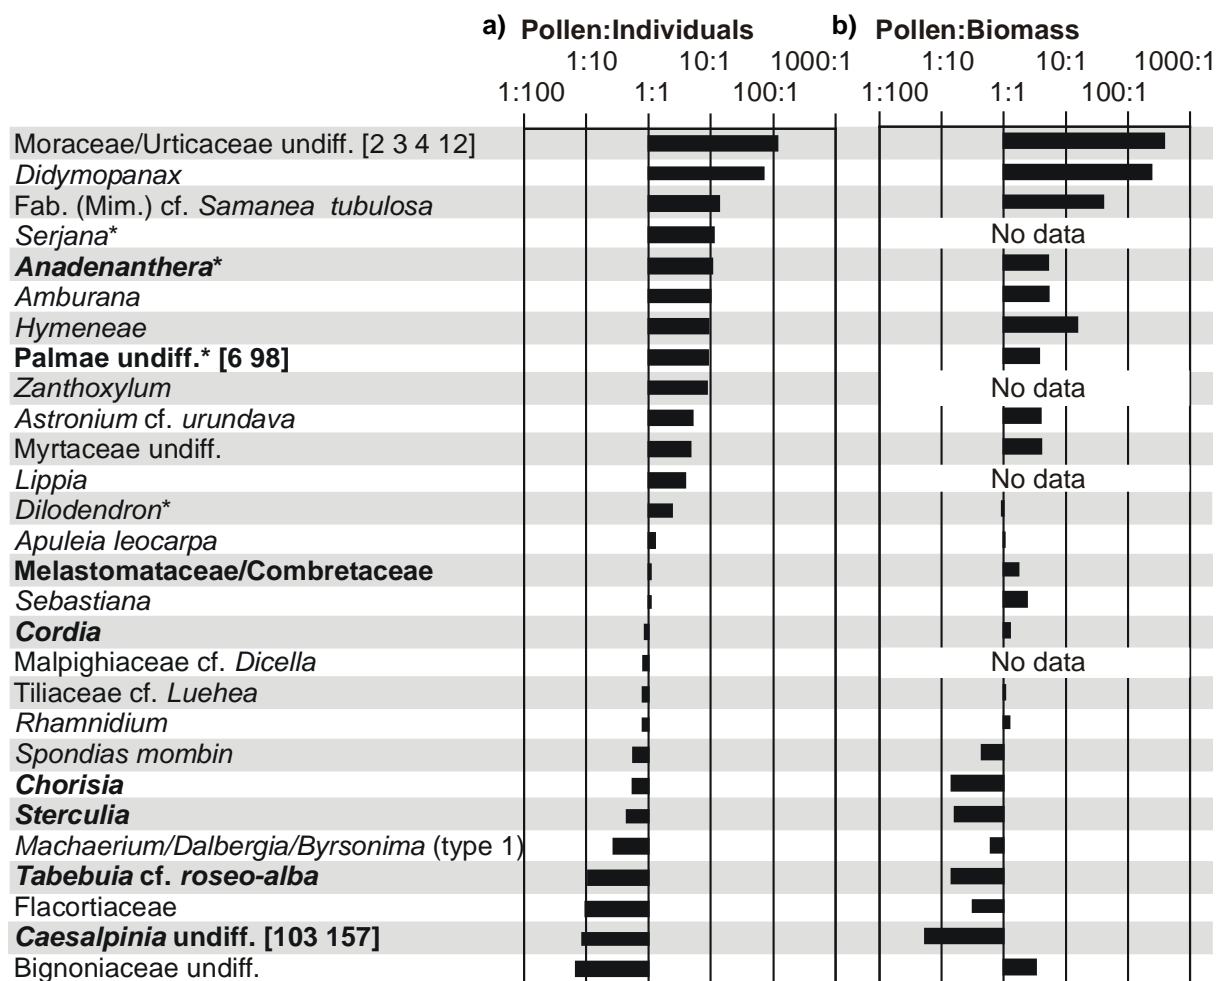 a) Pollen:Individuals b) Pollen:Biomass
1:10 10:1 1000:1 1:10 10:1 1000:1
1:100 1:1 100:1 1:100 1:1 100:1
Moraceae/Urticaceae undiff. [2 3 4 12]
Didymopanax
Fab. (Mim.) cf. Samanea tubulosa
Serjana* No data
Anadenanthera*
Amburana
Hymeneae
Palmae undiff.* [6 98]
Zanthoxylum No data
Astronium cf. urundava
Myrtaceae undiff.
Lippia No data
Dilodendron*
Apuleia leocarpa
Melastomataceae/Combretaceae
Sebastiana
Cordia
Malpighiaceae cf. Dicella No data
Tiliaceae cf. Luehea
Rhamnidium
Spondias mombin
Chorisia
Sterculia
Machaerium/Dalbergia/Byrsonima (type 1)
Tabebuia cf. roseo-alba
Flacortiaceae
Caesalpinia undiff. [103 157]
Bignoniaceae undiff.